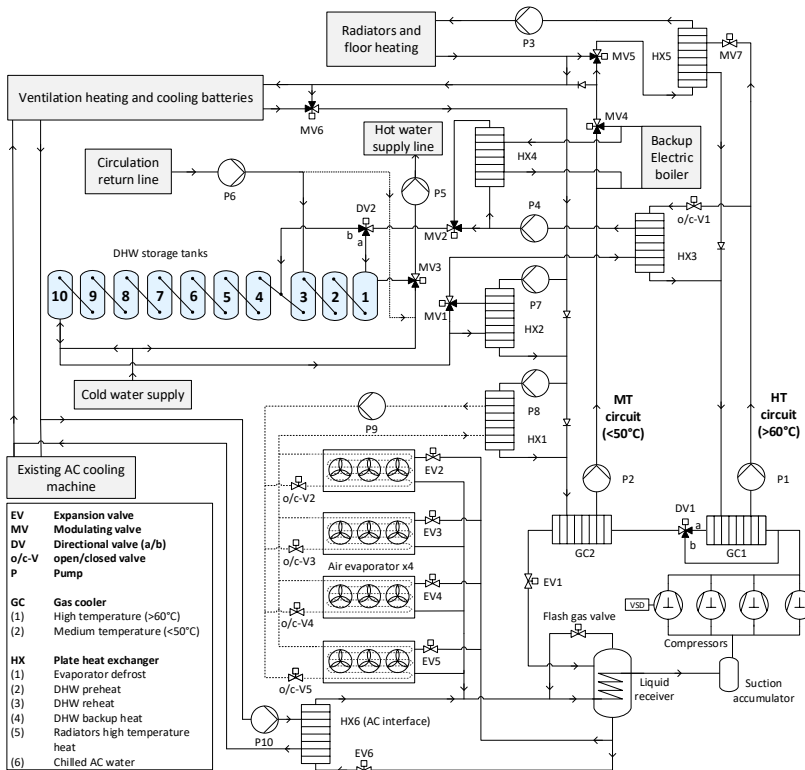 Radiators and
floor heating
P3
MV5
HX5
MV7
Ventilation heating and cooling batteries
MV6
Hot water
supply line
MV4
Backup
Electric
boiler
HX4
Circulation
return line
P6
P5
DV2
b
a
MV2
P4
o/c-V1
HX3
DHW storage tanks
MV3
10
9
8
7
6
5
4
3
2
1
MV1
P7
HX2
Cold water supply
P8
HX1
P9
MT
circuit
(<50°C)
HT
circuit
(>60°C)
Existing AC cooling
machine
EV2
o/c-V2
P2
P1
EV Expansion valve
MV Modulating valve
DV Directional valve (a/b)
o/c-V open/closed valve
P Pump
GC Gas cooler
(1) High temperature (>60°C)
(2) Medium temperature (<50°C)
HX Plate heat exchanger
(1) Evaporator defrost
(2) DHW preheat
(3) DHW reheat
(4) DHW backup heat
(5) Radiators high temperature
heat
(6) Chilled AC water
EV3
o/c-V3
Air evaporator x4
EV4
o/c-V4
EV5
o/c-V5
DV1
a
b
GC2
GC1
EV1
VSD
Compressors
Flash gas valve
Liquid
receiver
Suction
accumulator
HX6 (AC interface)
P10
EV6